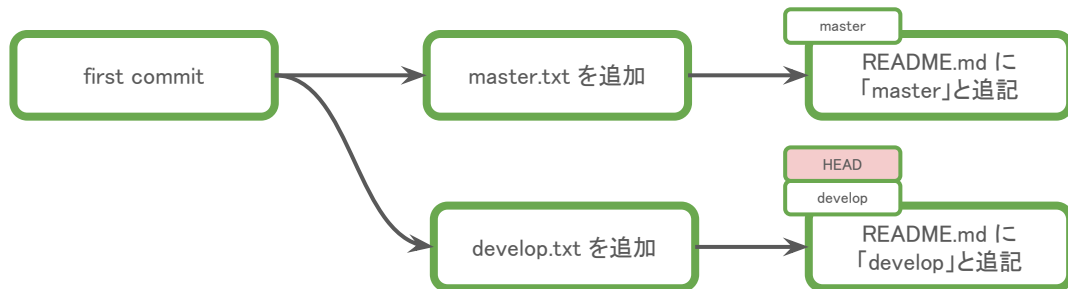 first commit
master.txt を追加
master
README.md に
「master」と追記
develop.txt を追加
HEAD
develop
README.md に
「develop」と追記